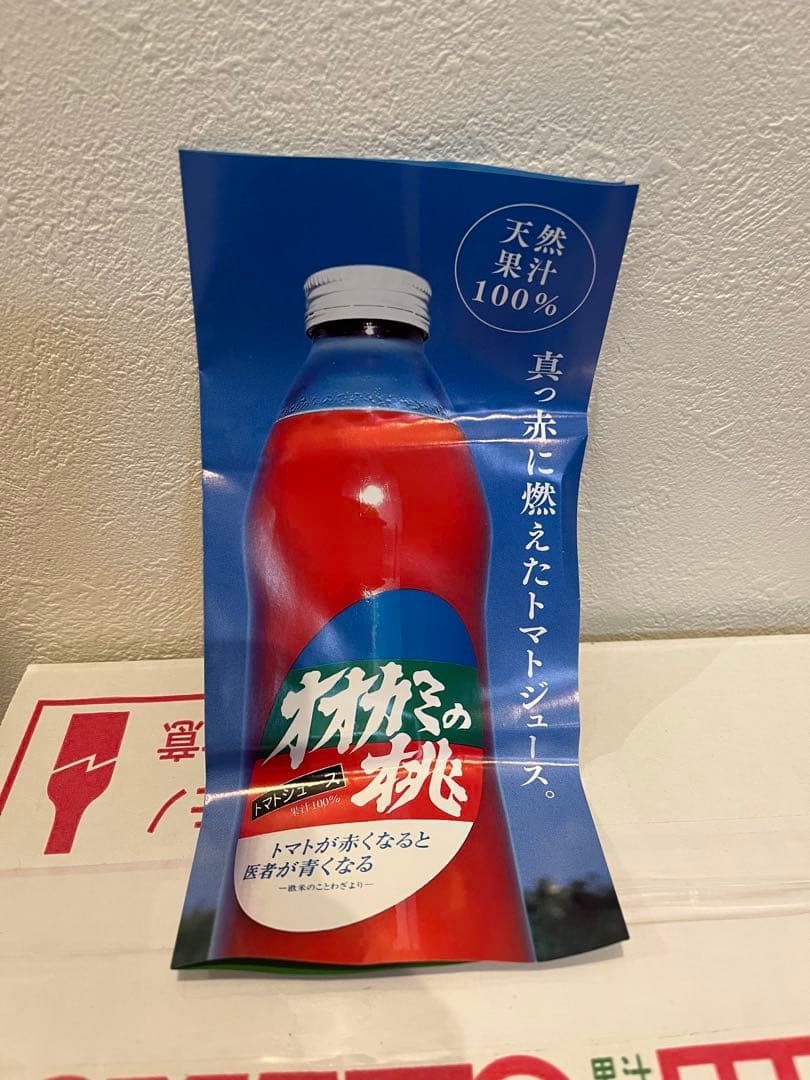 天然
果汁
100%
真っ赤に燃えたトマトジュース。
オオカミの
桃
トマトジュース
果汁100%
トマトが赤くなると
医者が青くなる
―欧米のことわざより―
意